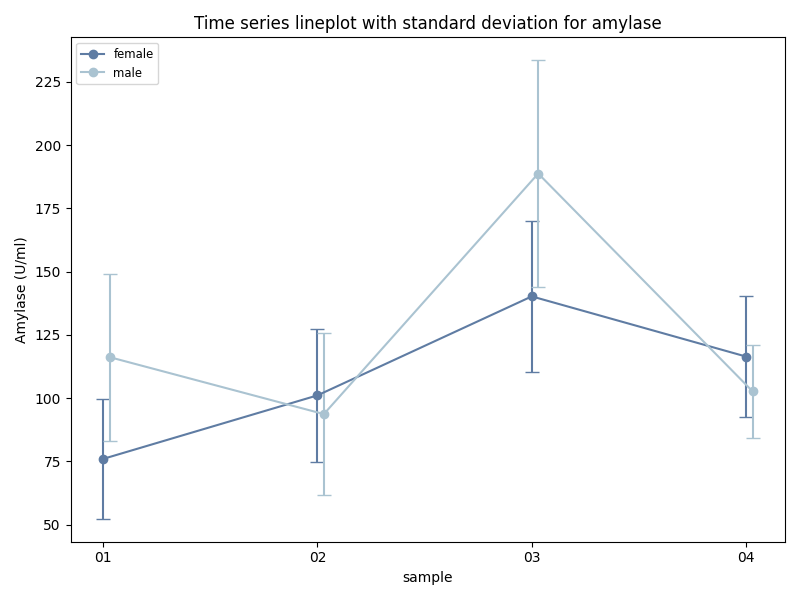 Time series lineplot with standard deviation for amylase
female
male
Amylase (U/ml)
225
200
175
150
125
100
75
50
01 02 03 04
sample